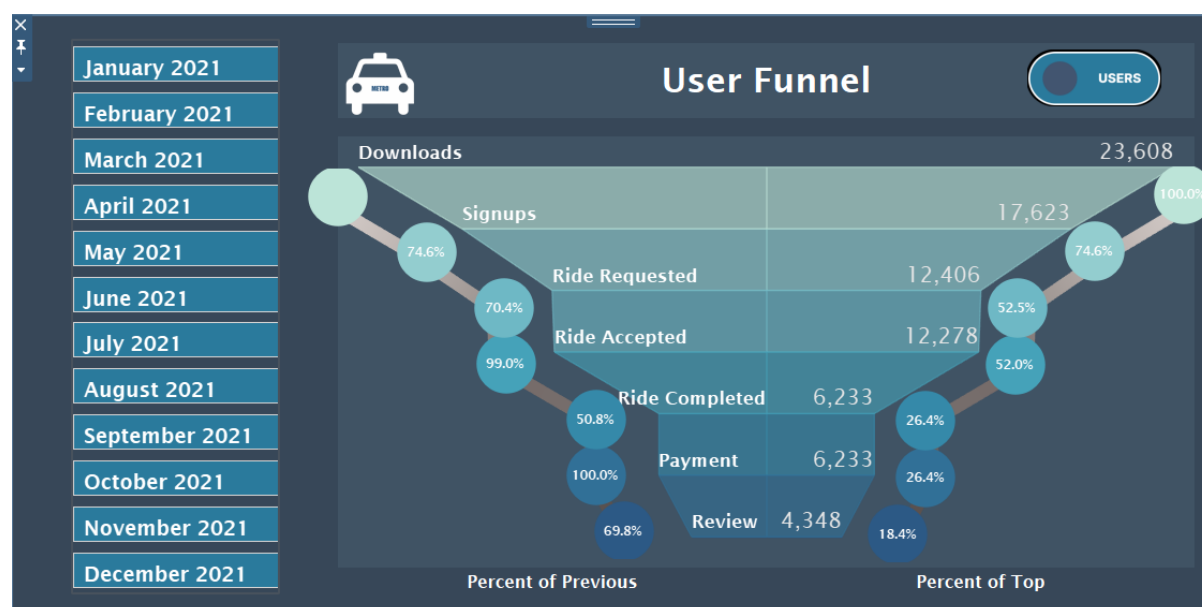 January 2021
February 2021
March 2021
April 2021
May 2021
June 2021
July 2021
August 2021
September 2021
October 2021
November 2021
December 2021
METRO
User Funnel
USERS
Downloads 23,608
100.0%
Signups 17,623
74.6% 74.6%
Ride Requested 12,406
70.4% 52.5%
Ride Accepted 12,278
99.0% 52.0%
Ride Completed 6,233
50.8% 26.4%
Payment 6,233
100.0% 26.4%
Review 4,348
69.8% 18.4%
Percent of Previous Percent of Top